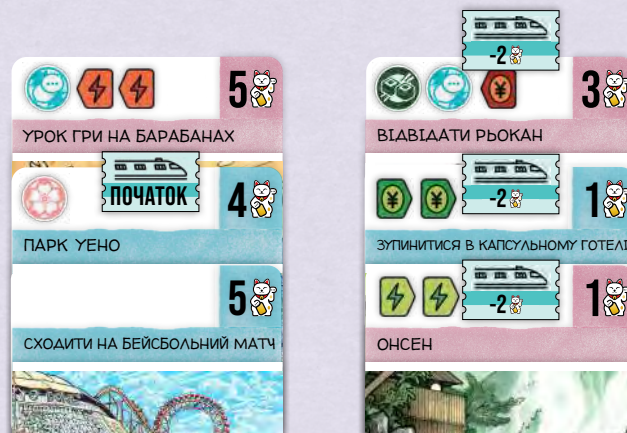 5
УРОК ГРИ НА БАРАБАНАХ
ПОЧАТОК
4
ПАРК УЕНО
5
СХОДИТИ НА БЕЙСБОЛЬНИЙ МАТЧ
-2
¥
3
ВІДВІДАТИ РЬОКАН
¥ ¥
-2
1
ЗУПИНИТИСЯ В КАПСУЛЬНОМУ ГОТЕЛІ
-2
1
ОНСЕН